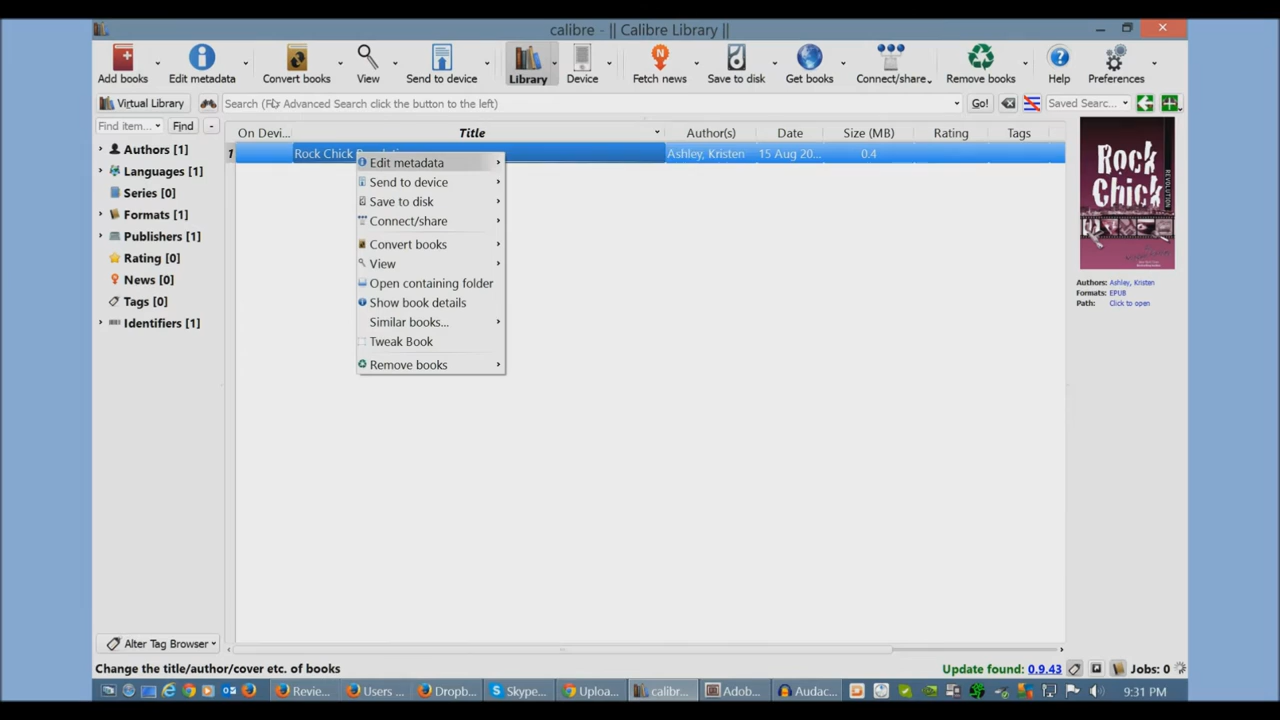 calibre - || Calibre Library ||
Add books
Edit metadata
Convert books
View
Send to device
Library
Device
Fetch news
Save to disk
Get books
Connect/share
Remove books
Help
Preferences
Virtual Library
Search (For Advanced Search click the button to the left)
Go!
Saved Searc...
Find item...
Find
-
On Devi...
Title
Author(s)
Date
Size (MB)
Rating
Tags
1
Rock Chick
Ashley, Kristen
15 Aug 20...
0.4
Authors [1]
Languages [1]
Series [0]
Formats [1]
Publishers [1]
Rating [0]
News [0]
Tags [0]
Identifiers [1]
Edit metadata
Send to device
Save to disk
Connect/share
Convert books
View
Open containing folder
Show book details
Similar books...
Tweak Book
Remove books
Rock
Chick
REVOLUTION
Authors: Ashley, Kristen
Formats: EPUB
Path: Click to open
Alter Tag Browser
Change the title/author/cover etc. of books
Update found: 0.9.43
Jobs: 0
Revie...
Users ...
Dropb...
Skype...
Uploa...
calibr...
Adob...
Audac...
9:31 PM